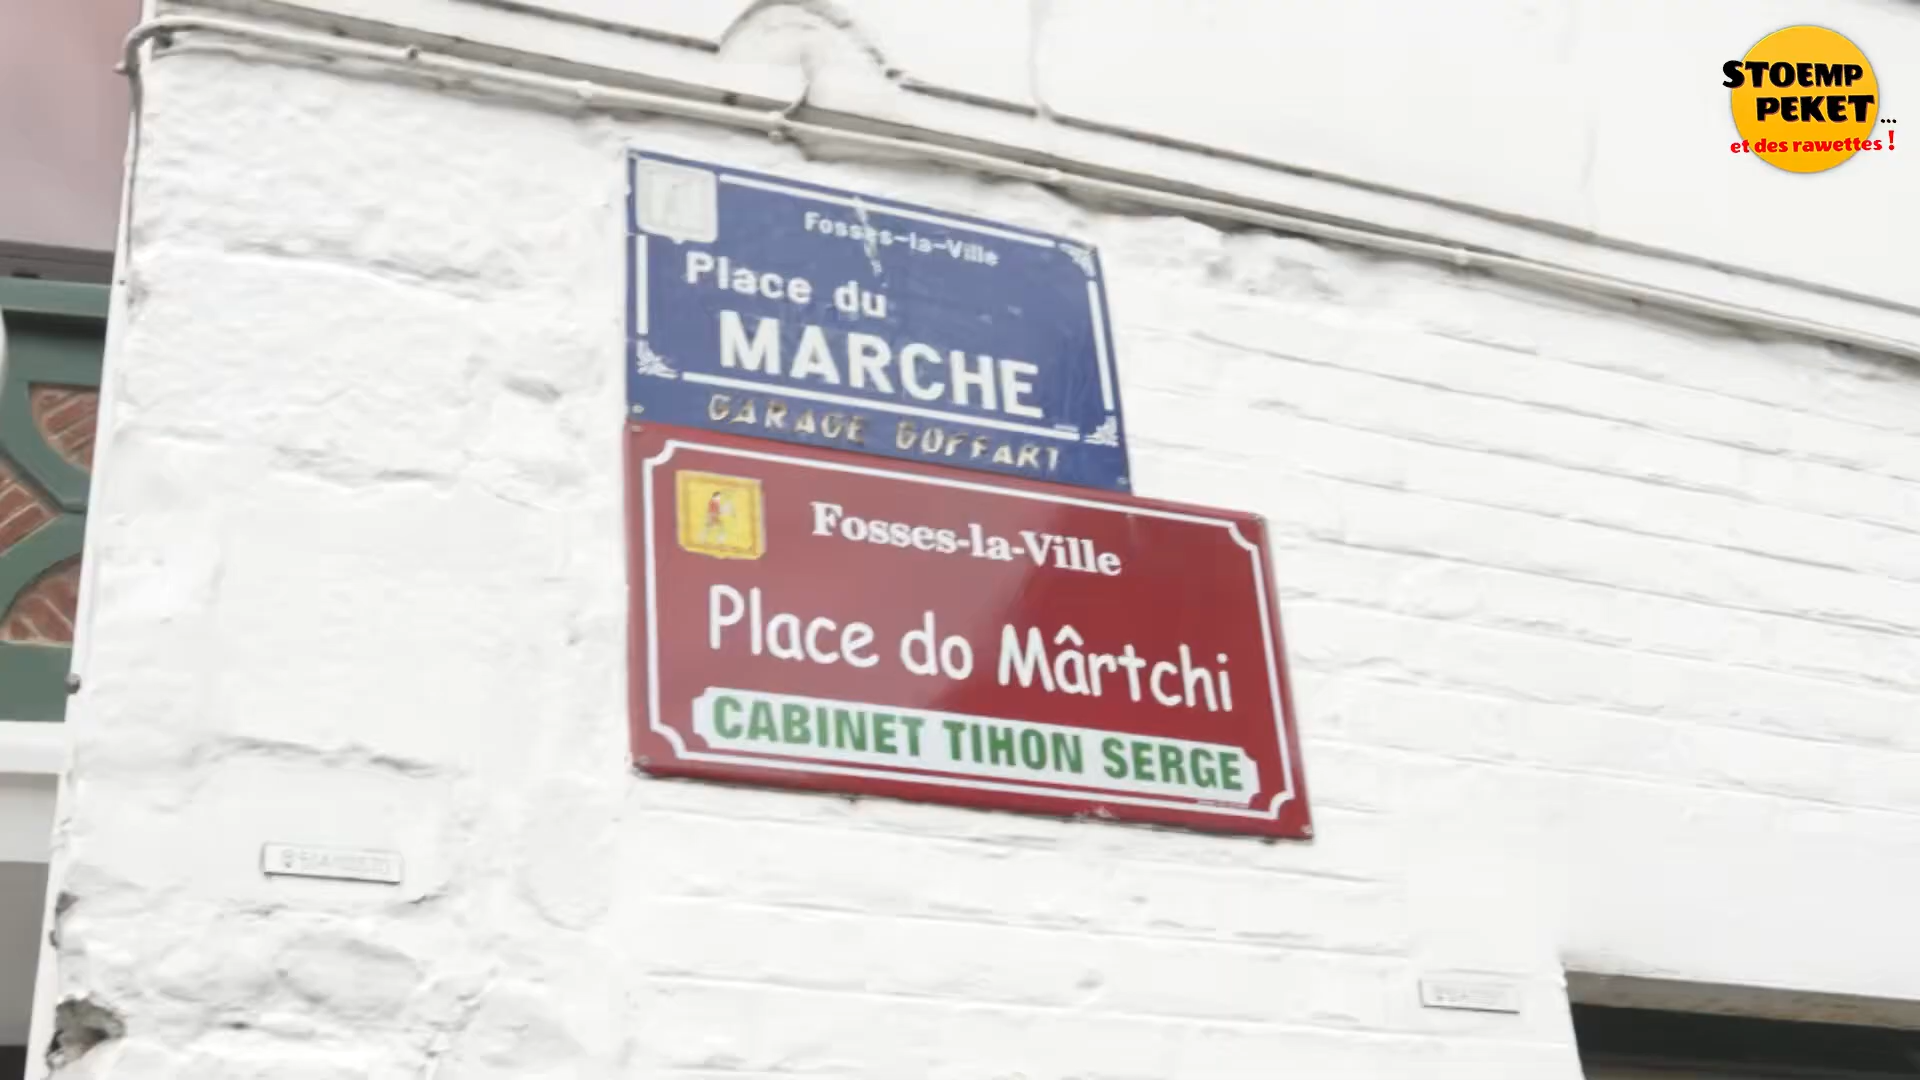 STOEMP
PEKET...
et des rawettes !
Fosses-la-Ville
Place du
MARCHE
GARAGE GOFFART
Fosses-la-Ville
Place do Mârtchi
CABINET TIHON SERGE